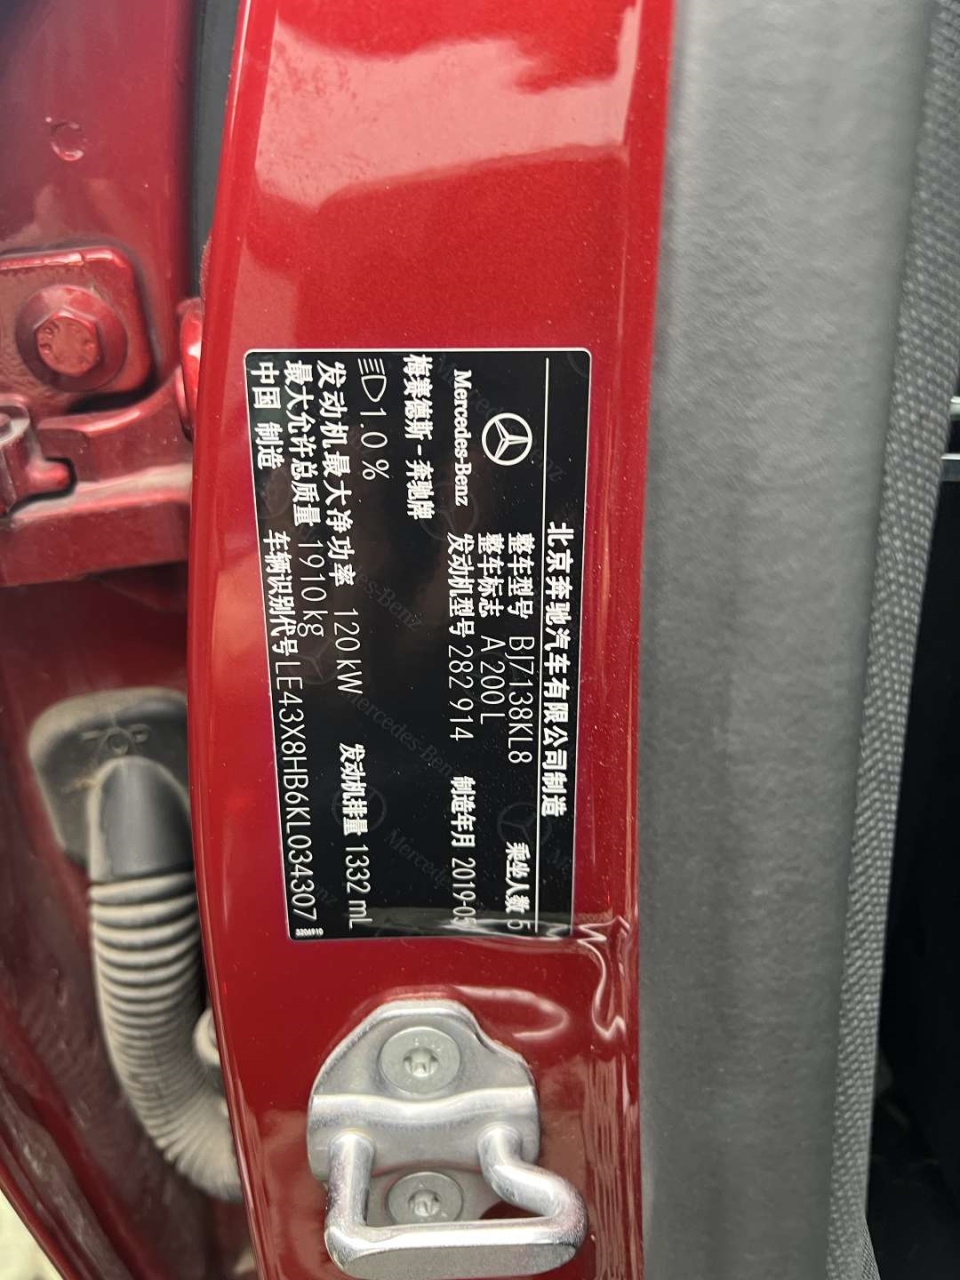 北京奔驰汽车有限公司制造
Mercedes-Benz
整车型号 BJ7138KL8 乘坐人数 5
整车标志 A 200 L
发动机型号 282 914 制造年月 2019-05
梅赛德斯-奔驰牌
1.0 %
发动机最大净功率 120 kW 发动机排量 1332 mL
最大允许总质量 1910 kg
中国 制造 车辆识别代号 LE43X8HB6KL034307